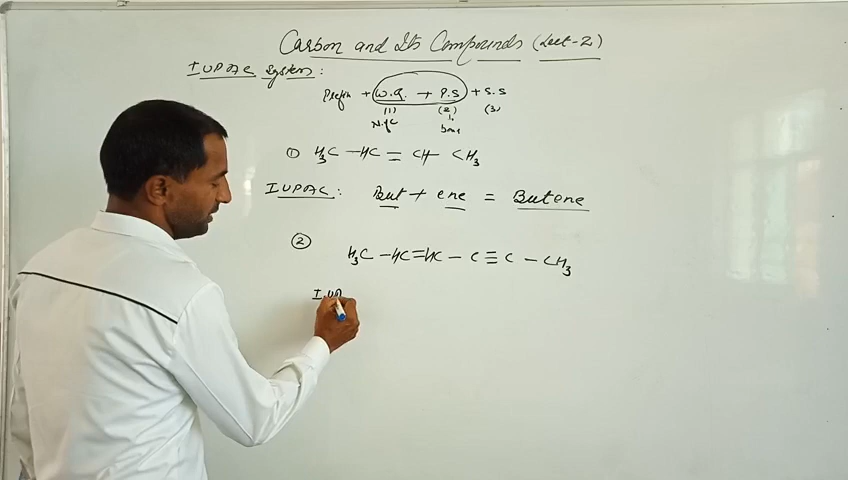 Carbon and Its Compounds (Lect-2)
IUPAC System:
Prefix + W.R. + P.S + S.S
(1) (2) (3)
N.g.C
bond
① H₃C — HC = CH - CH₃
IUPAC: But + ene = Butene
② H₃C - HC = HC - C ≡ C - CH₃
IUP